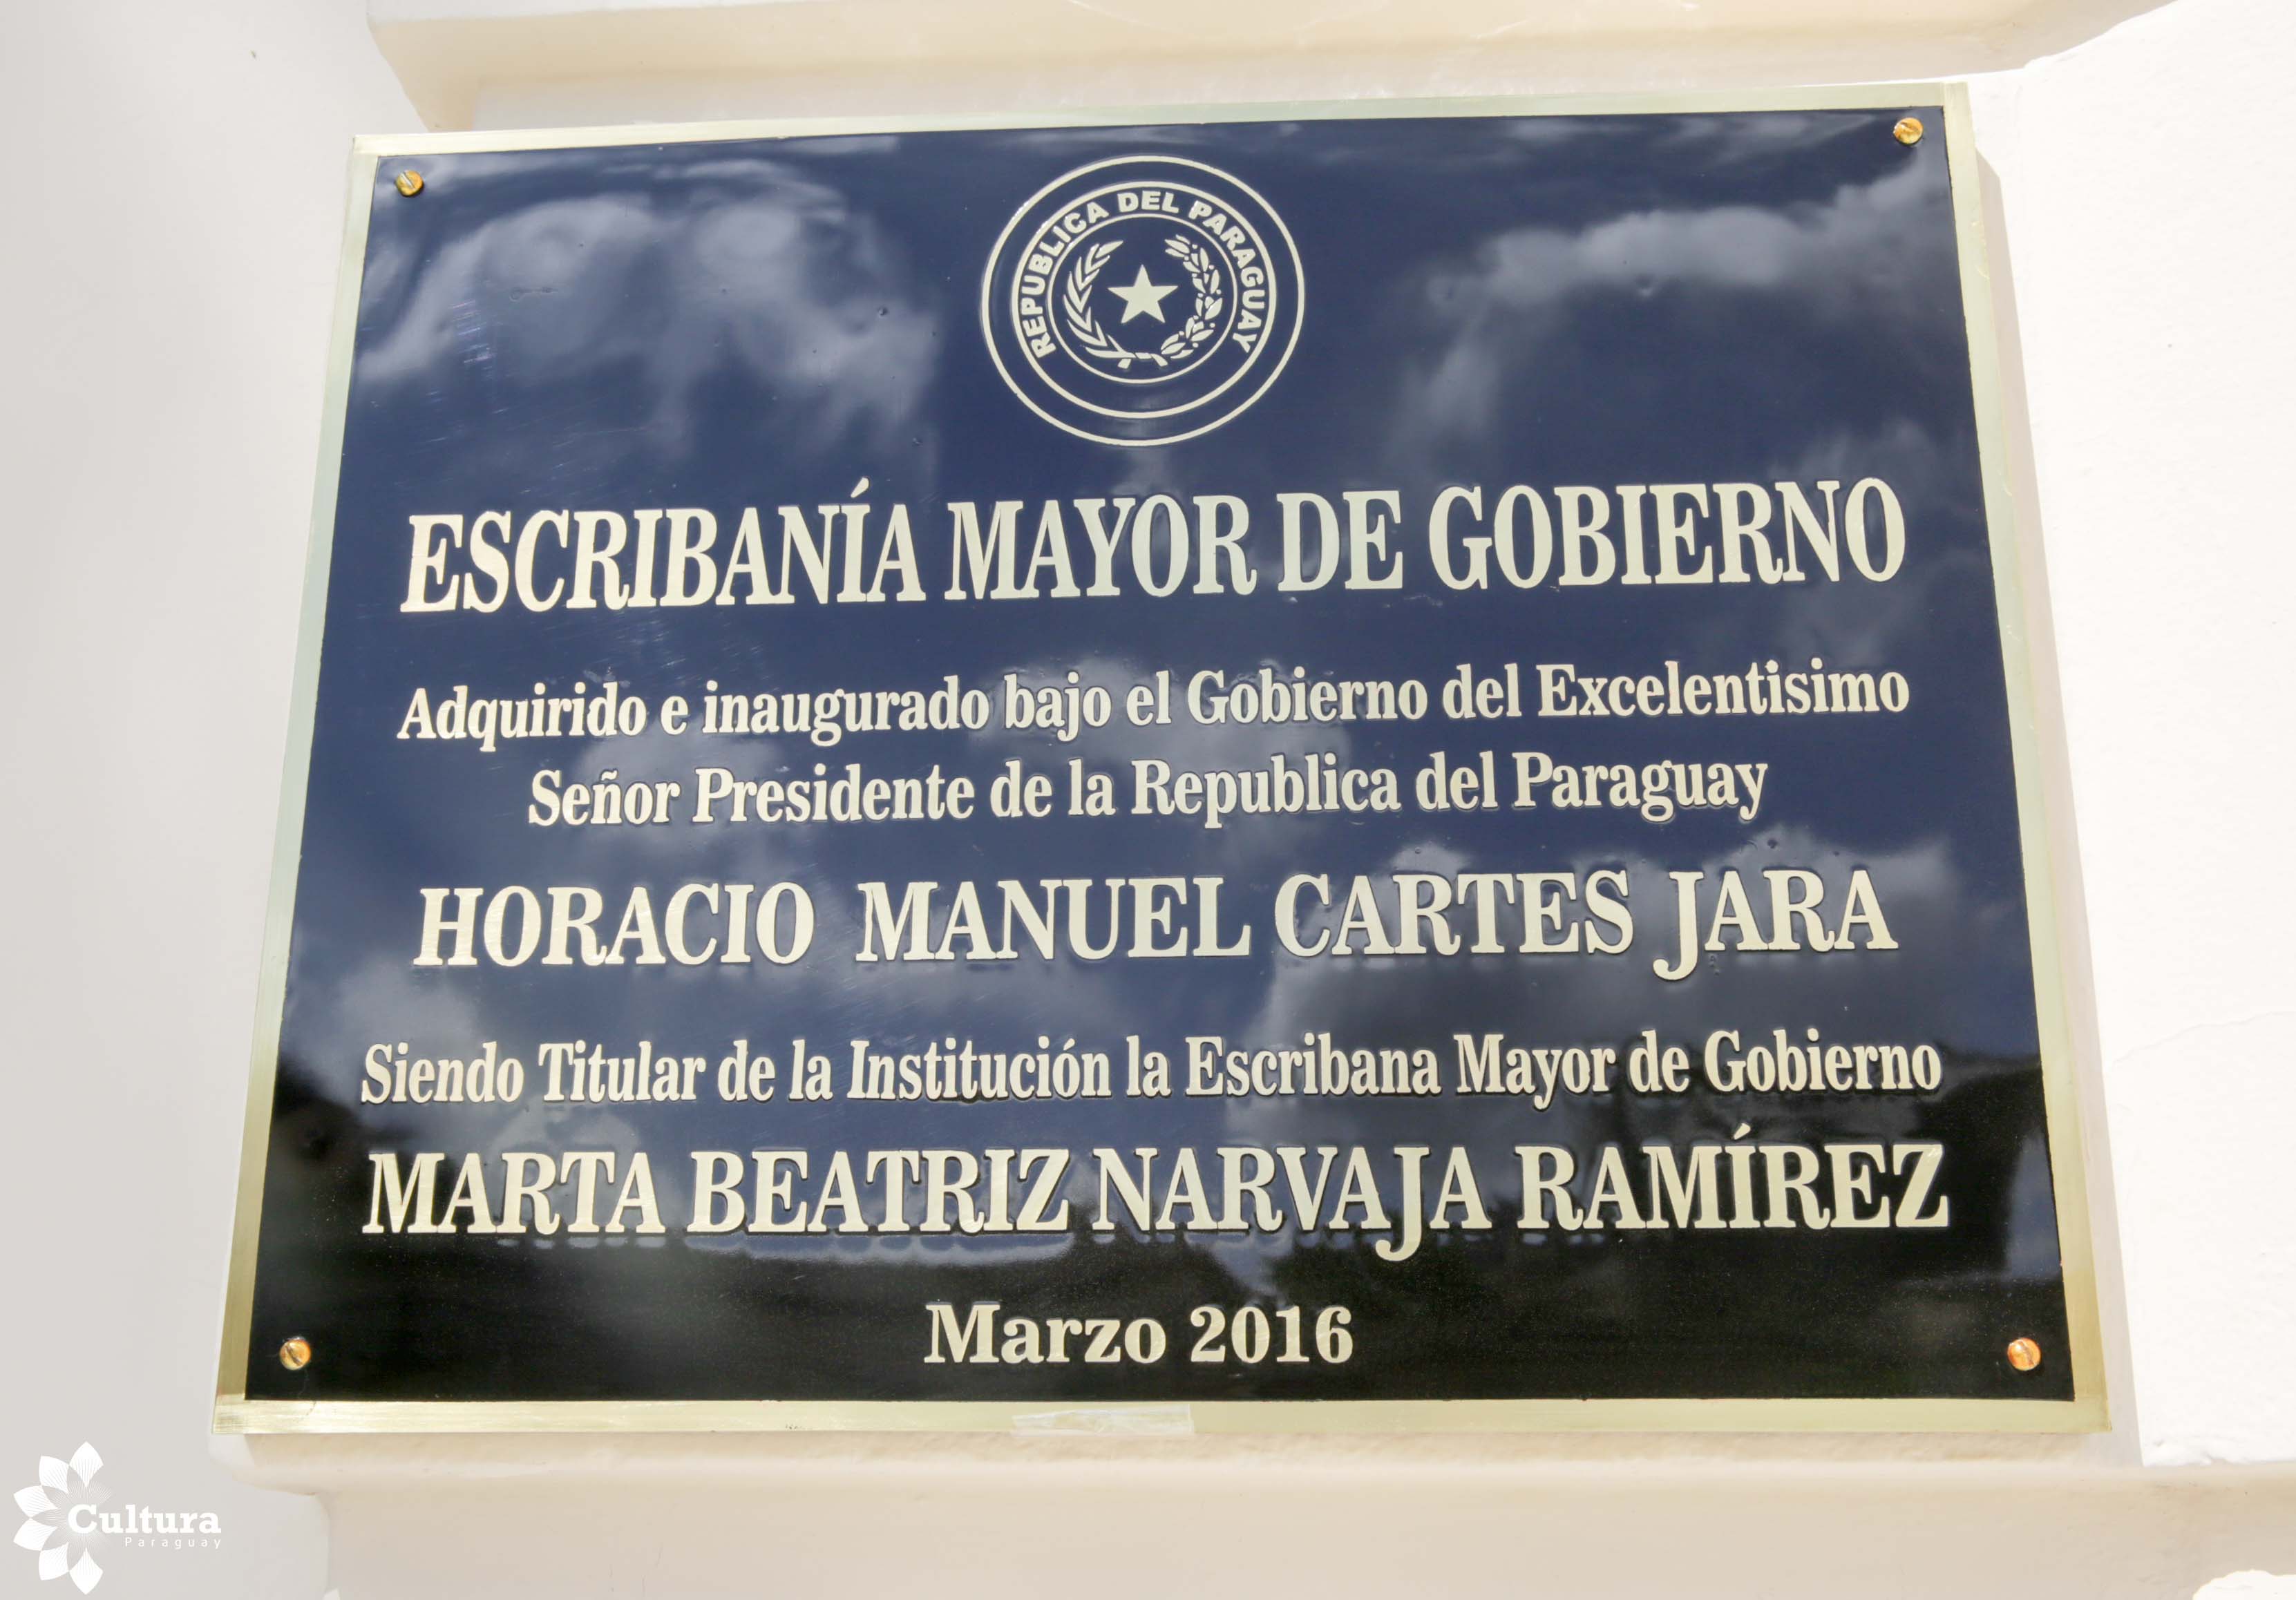 REPUBLICA DEL PARAGUAY
ESCRIBANÍA MAYOR DE GOBIERNO
Adquirido e inaugurado bajo el Gobierno del Excelentisimo
Señor Presidente de la Republica del Paraguay
HORACIO MANUEL CARTES JARA
Siendo Titular de la Institución la Escribana Mayor de Gobierno
MARTA BEATRIZ NARVAJA RAMÍREZ
Marzo 2016
Cultura
Paraguay